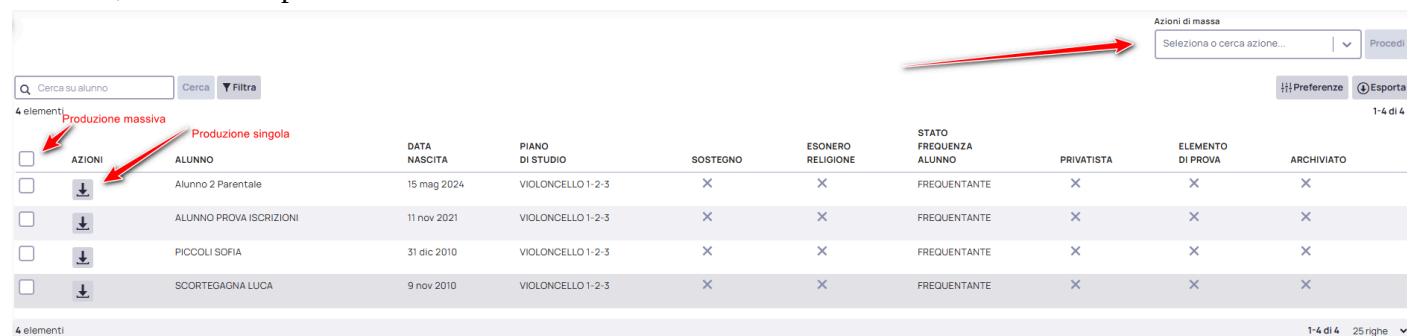 Azioni di massa
Seleziona o cerca azione...
Procedi
Cerca su alunno
Cerca
Filtra
Preferenze
Esporta
4 elementi
1-4 di 4
Produzione massiva
Produzione singola
AZIONI ALUNNO DATA NASCITA PIANO DI STUDIO SOSTEGNO ESONERO RELIGIONE STATO FREQUENZA ALUNNO PRIVATISTA ELEMENTO DI PROVA ARCHIVIATO
Alunno 2 Parentale 15 mag 2024 VIOLONCELLO 1-2-3 FREQUENTANTE
ALUNNO PROVA ISCRIZIONI 11 nov 2021 VIOLONCELLO 1-2-3 FREQUENTANTE
PICCOLI SOFIA 31 dic 2010 VIOLONCELLO 1-2-3 FREQUENTANTE
SCORTEGAGNA LUCA 9 nov 2010 VIOLONCELLO 1-2-3 FREQUENTANTE
4 elementi 1-4 di 4 25 righe